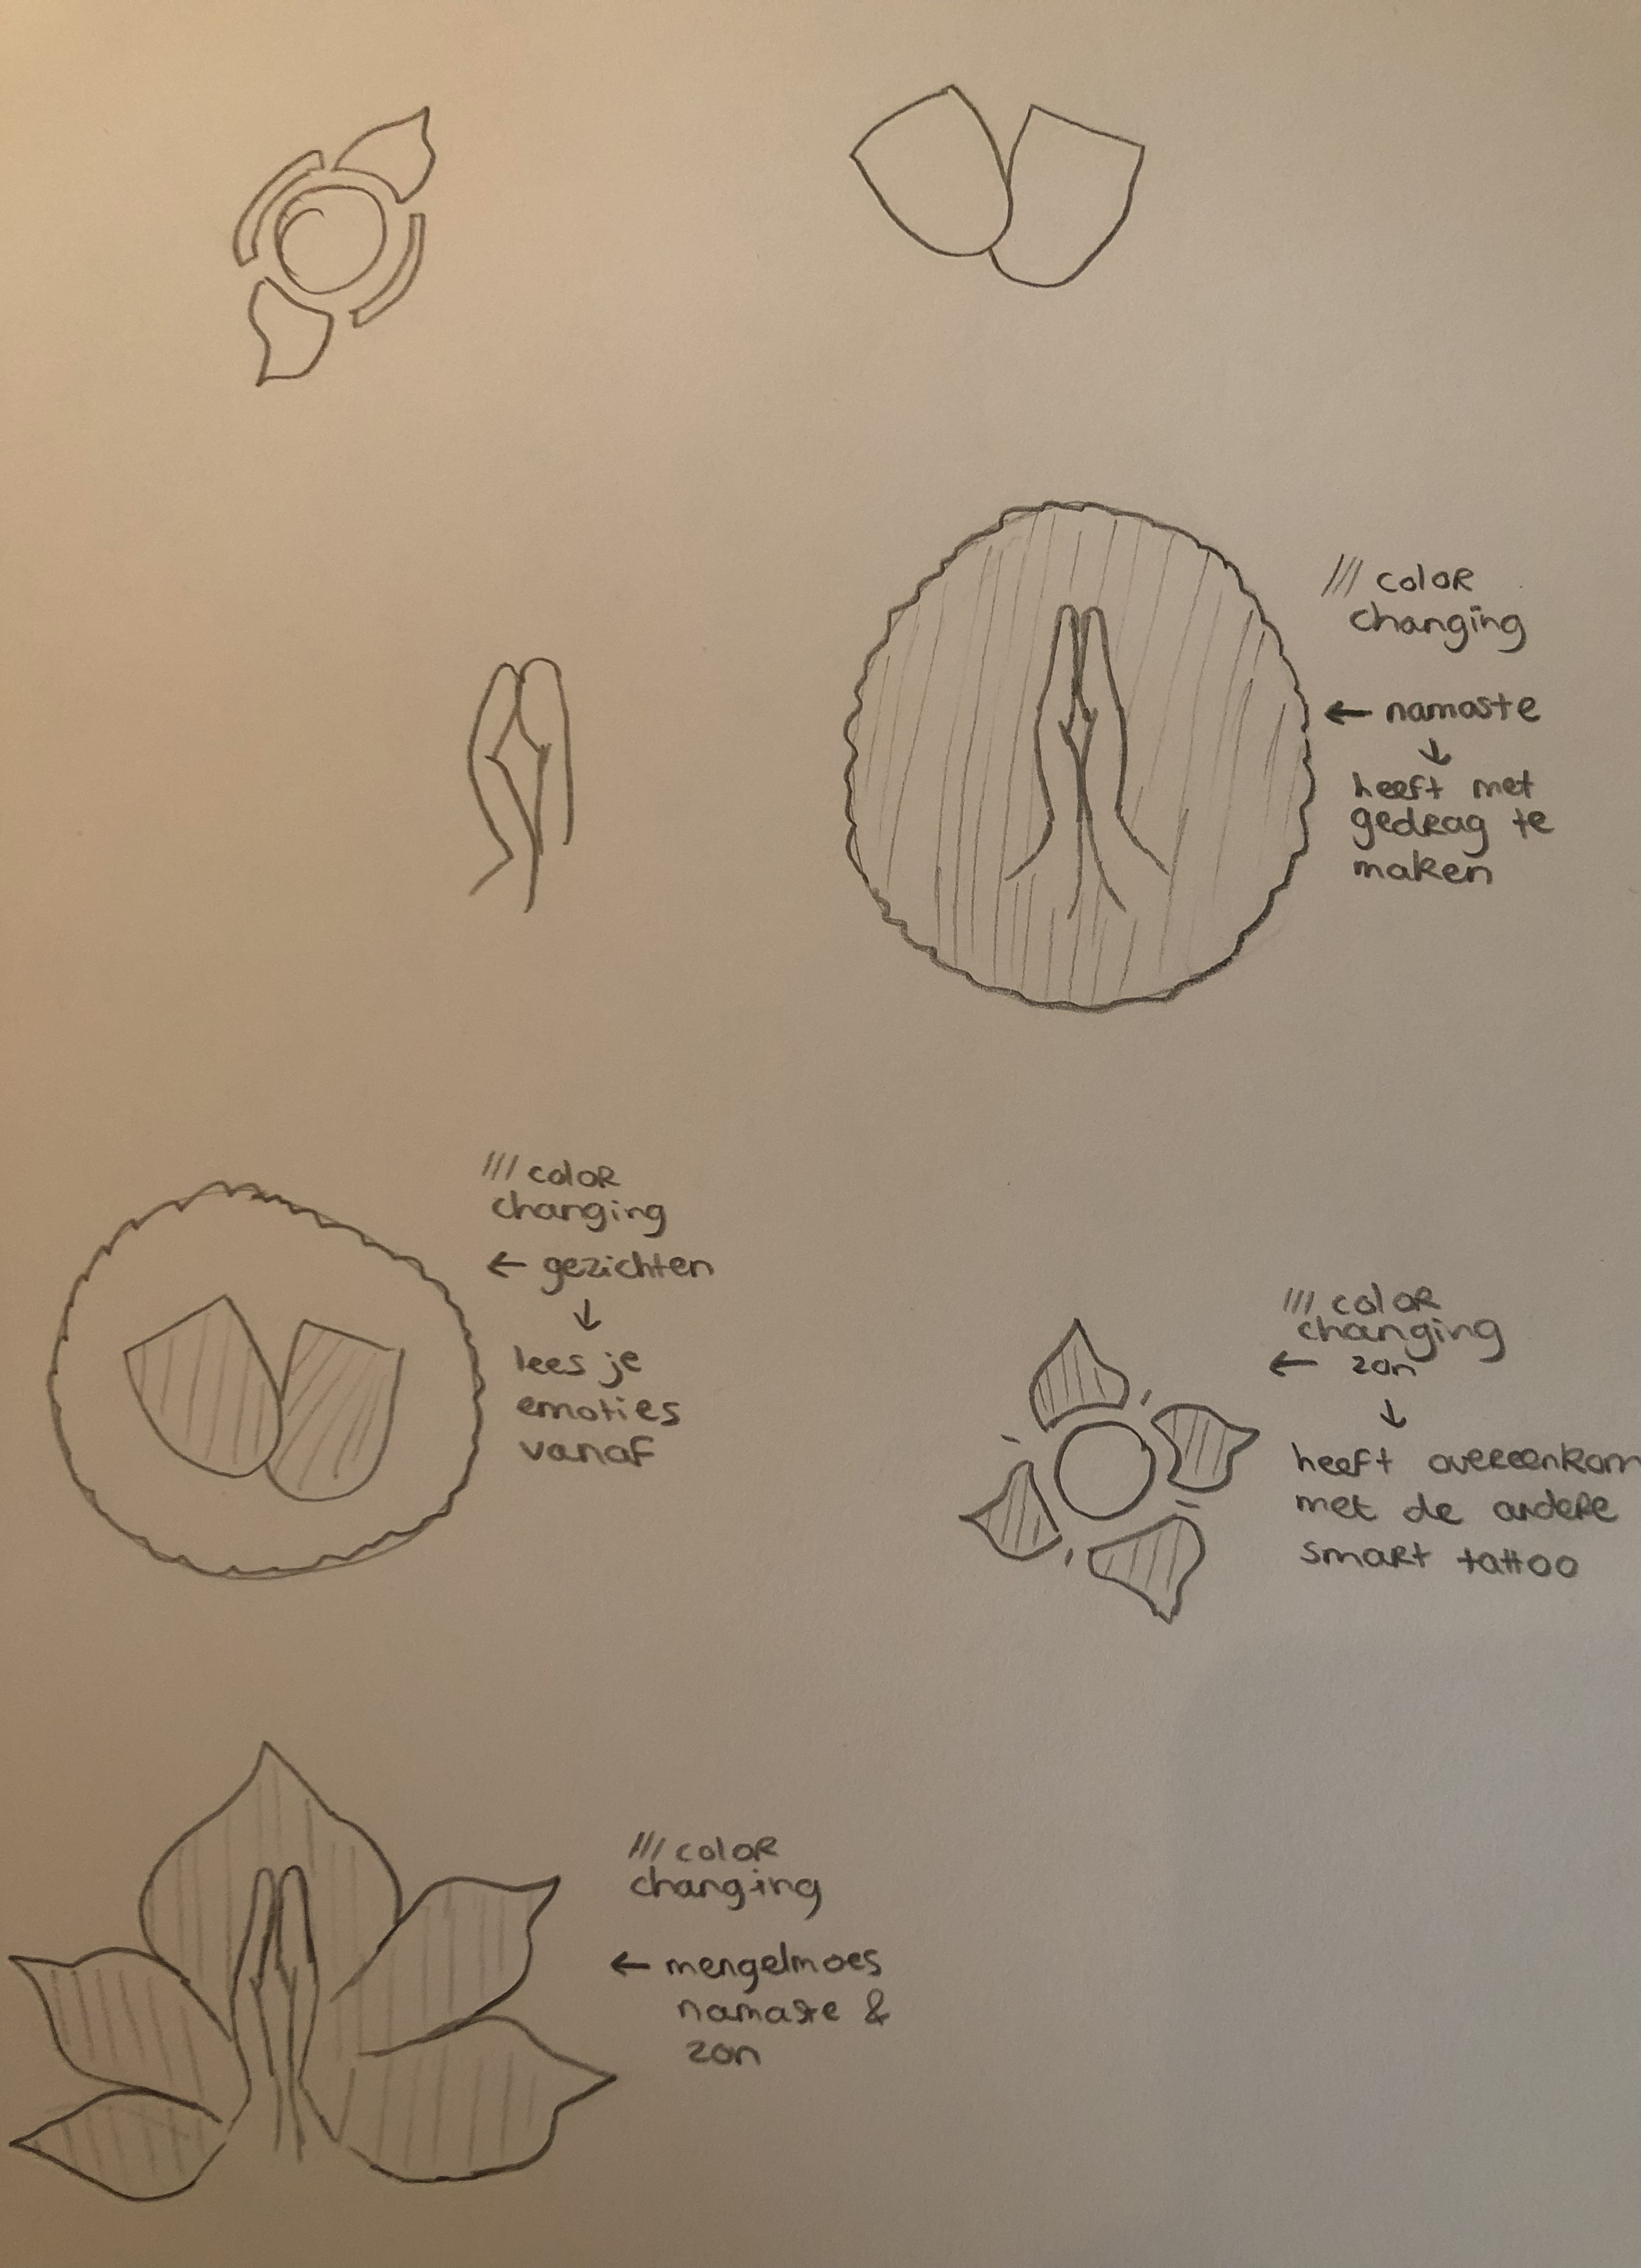 /// color
changing
← namaste
↓
heeft met
gedrag te
maken
/// color
changing
← gezichten
↓
lees je
emoties
vanaf
/// color
changing
← zon
↓
heeft overeenkom
met de andere
smart tattoo
/// color
changing
← mengelmoes
namaste &
zon